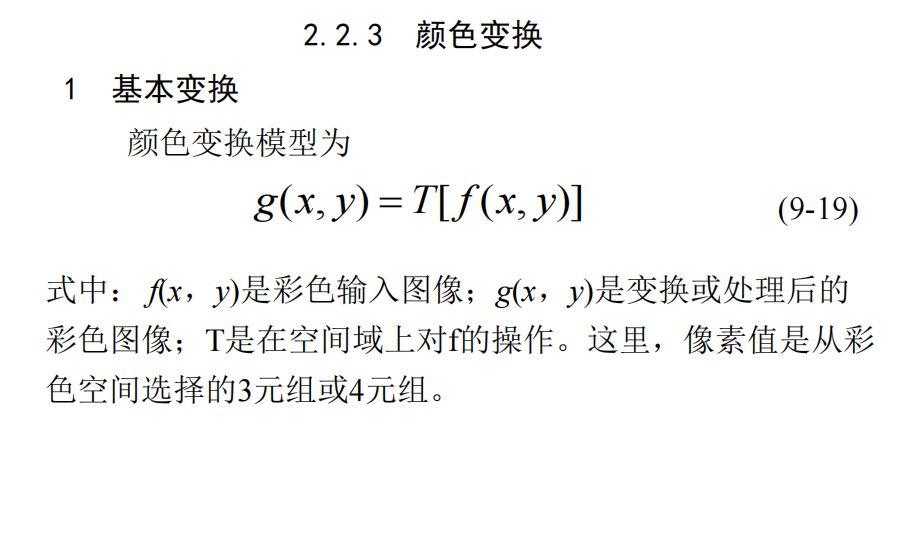 2.2.3 颜色变换
1 基本变换
颜色变换模型为
g(x, y) = T[f(x, y)] (9-19)
式中： f(x，y)是彩色输入图像；g(x，y)是变换或处理后的
彩色图像；T是在空间域上对f的操作。这里，像素值是从彩
色空间选择的3元组或4元组。